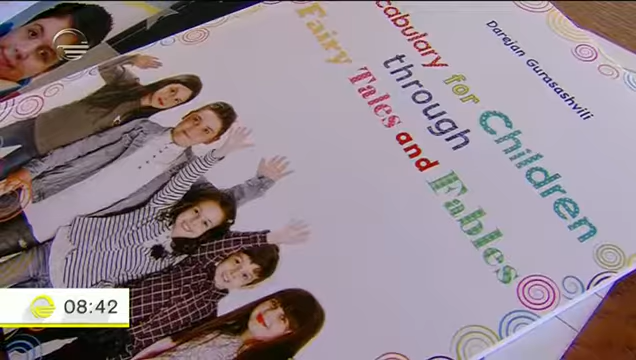 Darejan Gurasashvili
cabulary for Children
through
Fairy Tales and Fables
08:42